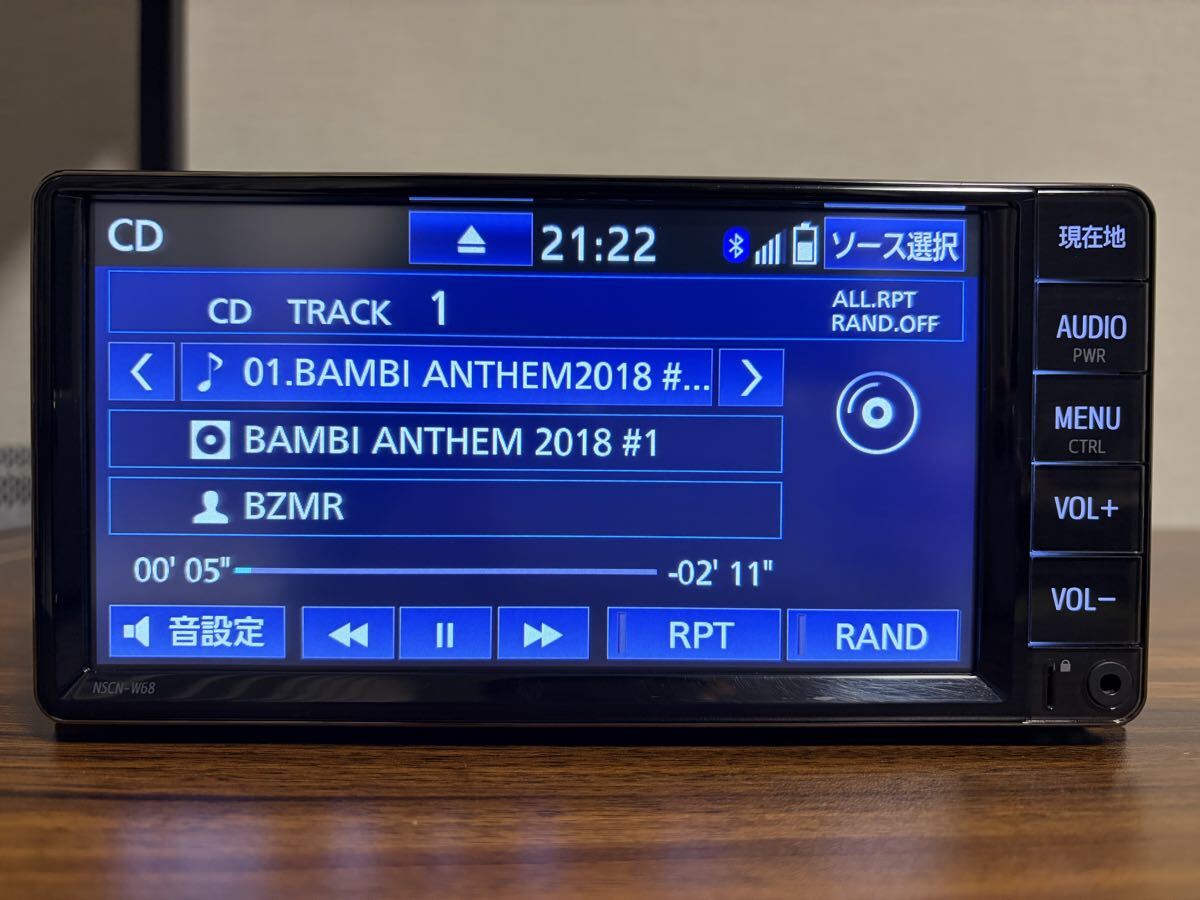 CD
21:22
ソース選択
CD TRACK 1
ALL.RPT
RAND.OFF
01.BAMBI ANTHEM2018 #...
BAMBI ANTHEM 2018 #1
BZMR
00' 05" -02' 11"
音設定
RPT
RAND
NSCN-W68
現在地
AUDIO
PWR
MENU
CTRL
VOL+
VOL−